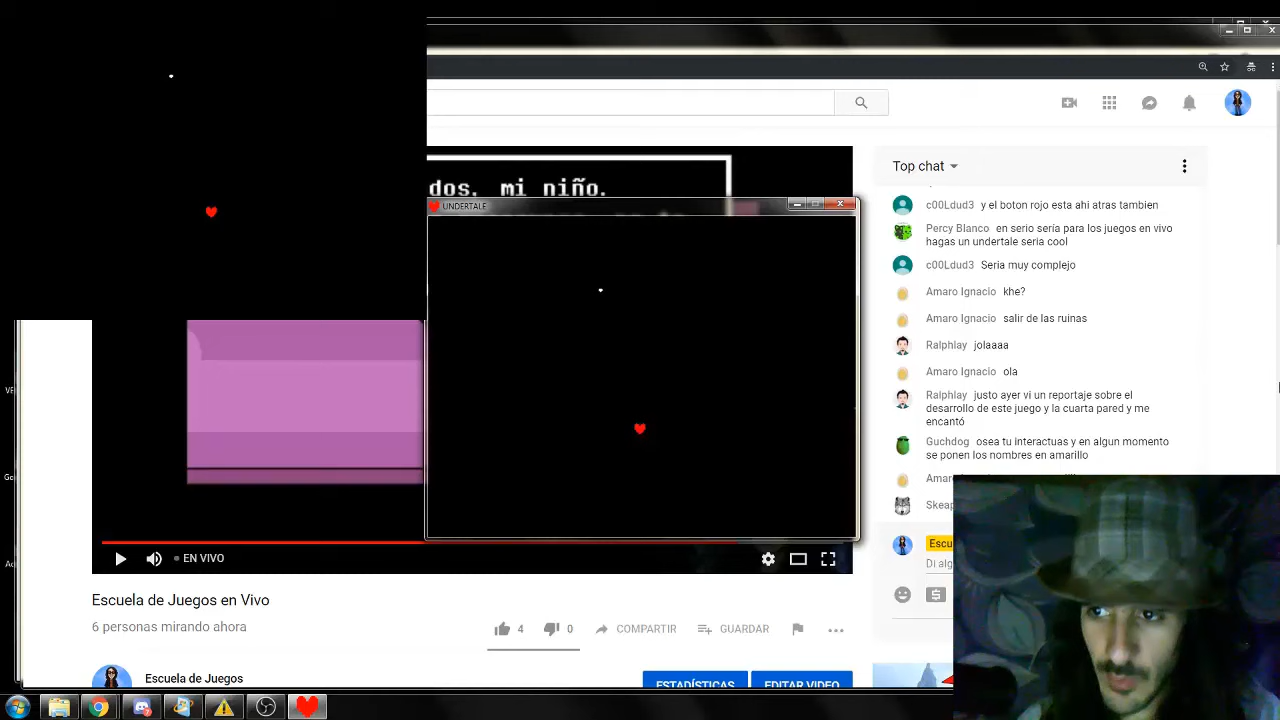 dos. mi niño.
UNDERTALE
Top chat
c00Ldud3 y el boton rojo esta ahi atras tambien
Percy Blanco en serio sería para los juegos en vivo
hagas un undertale seria cool
c00Ldud3 Seria muy complejo
Amaro Ignacio khe?
Amaro Ignacio salir de las ruinas
Ralphlay jolaaaa
Amaro Ignacio ola
Ralphlay justo ayer vi un reportaje sobre el
desarrollo de este juego y la cuarta pared y me
encantó
Guchdog osea tu interactuas y en algun momento
se ponen los nombres en amarillo
EN VIVO
Escuela de Juegos en Vivo
6 personas mirando ahora
4
0
COMPARTIR
GUARDAR
Escuela de Juegos
ESTADÍSTICAS
EDITAR VIDEO